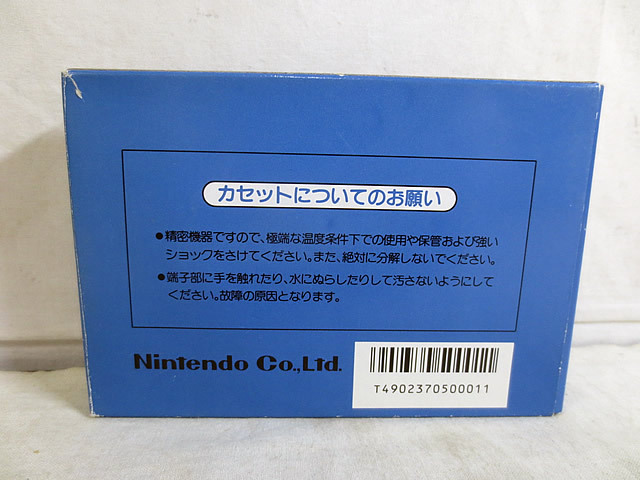 カセットについてのお願い
●精密機器ですので、極端な温度条件下での使用や保管および強い
ショックをさけてください。また、絶対に分解しないでください。
●端子部に手を触れたり、水にぬらしたりして汚さないようにして
ください。故障の原因となります。
Nintendo Co.,Ltd.
T4902370500011